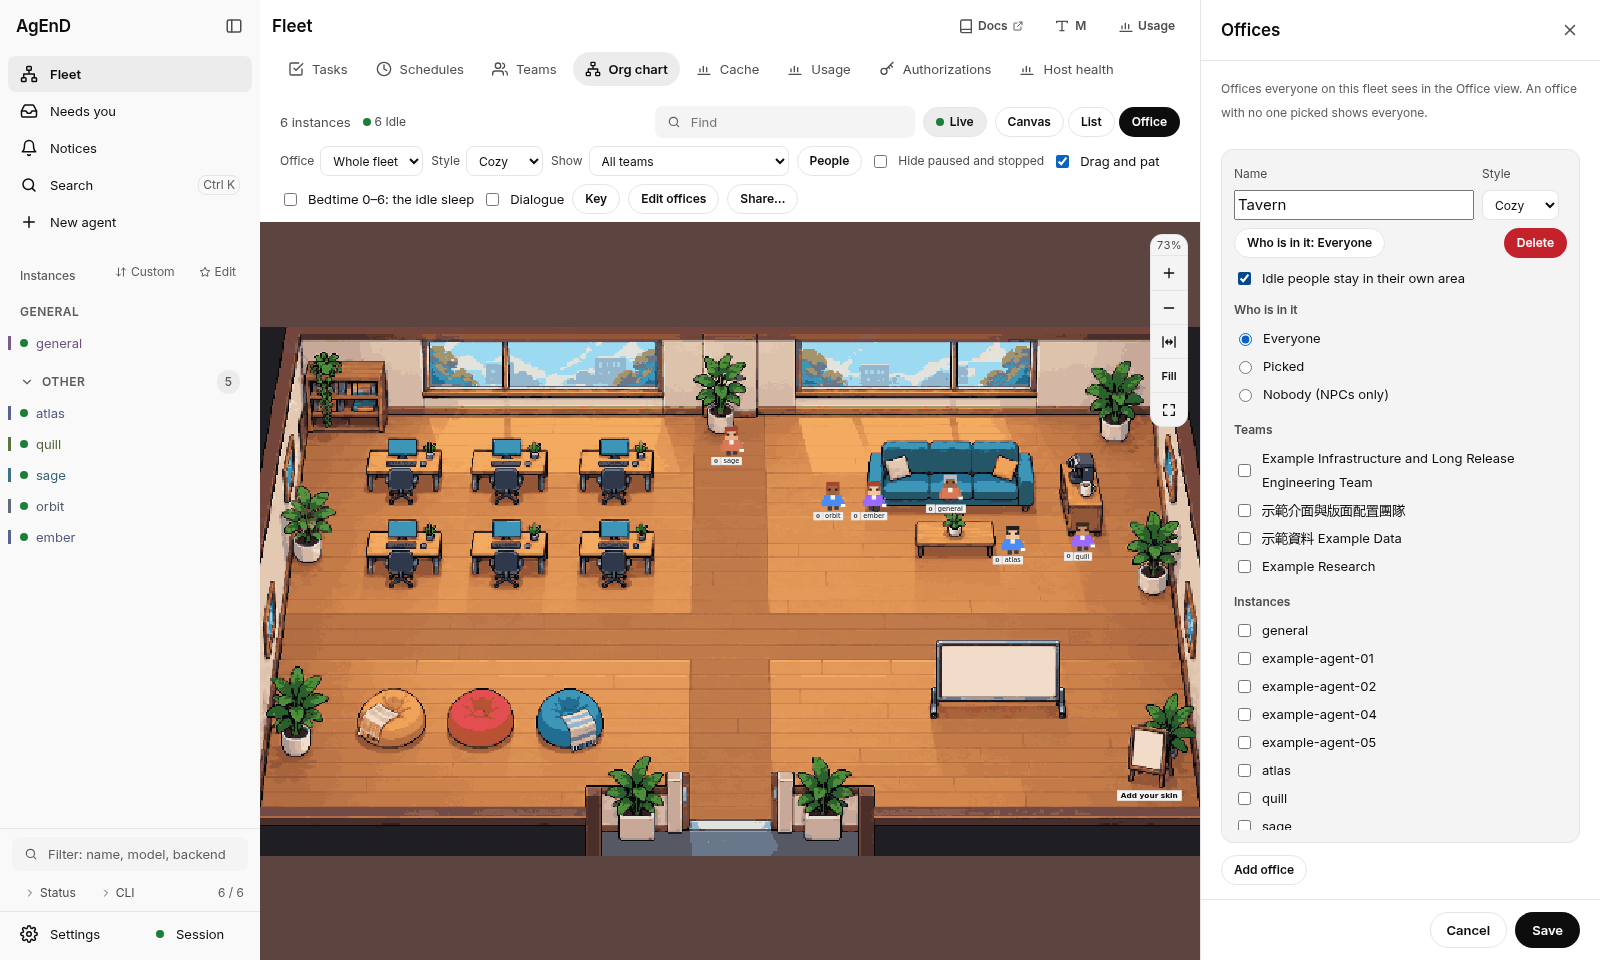 AgEnD
Fleet
Needs you
Notices
Search
Ctrl K
New agent
Instances
Custom
Edit
GENERAL
general
OTHER
5
atlas
quill
sage
orbit
ember
Filter: name, model, backend
Status
CLI
6 / 6
Settings
Session
Fleet
Docs
M
Usage
Tasks
Schedules
Teams
Org chart
Cache
Usage
Authorizations
Host health
6 instances
6 Idle
Find
Live
Canvas
List
Office
Office
Whole fleet
Style
Cozy
Show
All teams
People
Hide paused and stopped
Drag and pat
Bedtime 0–6: the idle sleep
Dialogue
Key
Edit offices
Share...
73%
Fill
sage
orbit
ember
general
atlas
quill
Add your skin
Offices
Offices everyone on this fleet sees in the Office view. An office
with no one picked shows everyone.
Name
Style
Tavern
Cozy
Who is in it: Everyone
Delete
Idle people stay in their own area
Who is in it
Everyone
Picked
Nobody (NPCs only)
Teams
Example Infrastructure and Long Release
Engineering Team
示範介面與版面配置團隊
示範資料 Example Data
Example Research
Instances
general
example-agent-01
example-agent-02
example-agent-04
example-agent-05
atlas
quill
sage
Add office
Cancel
Save